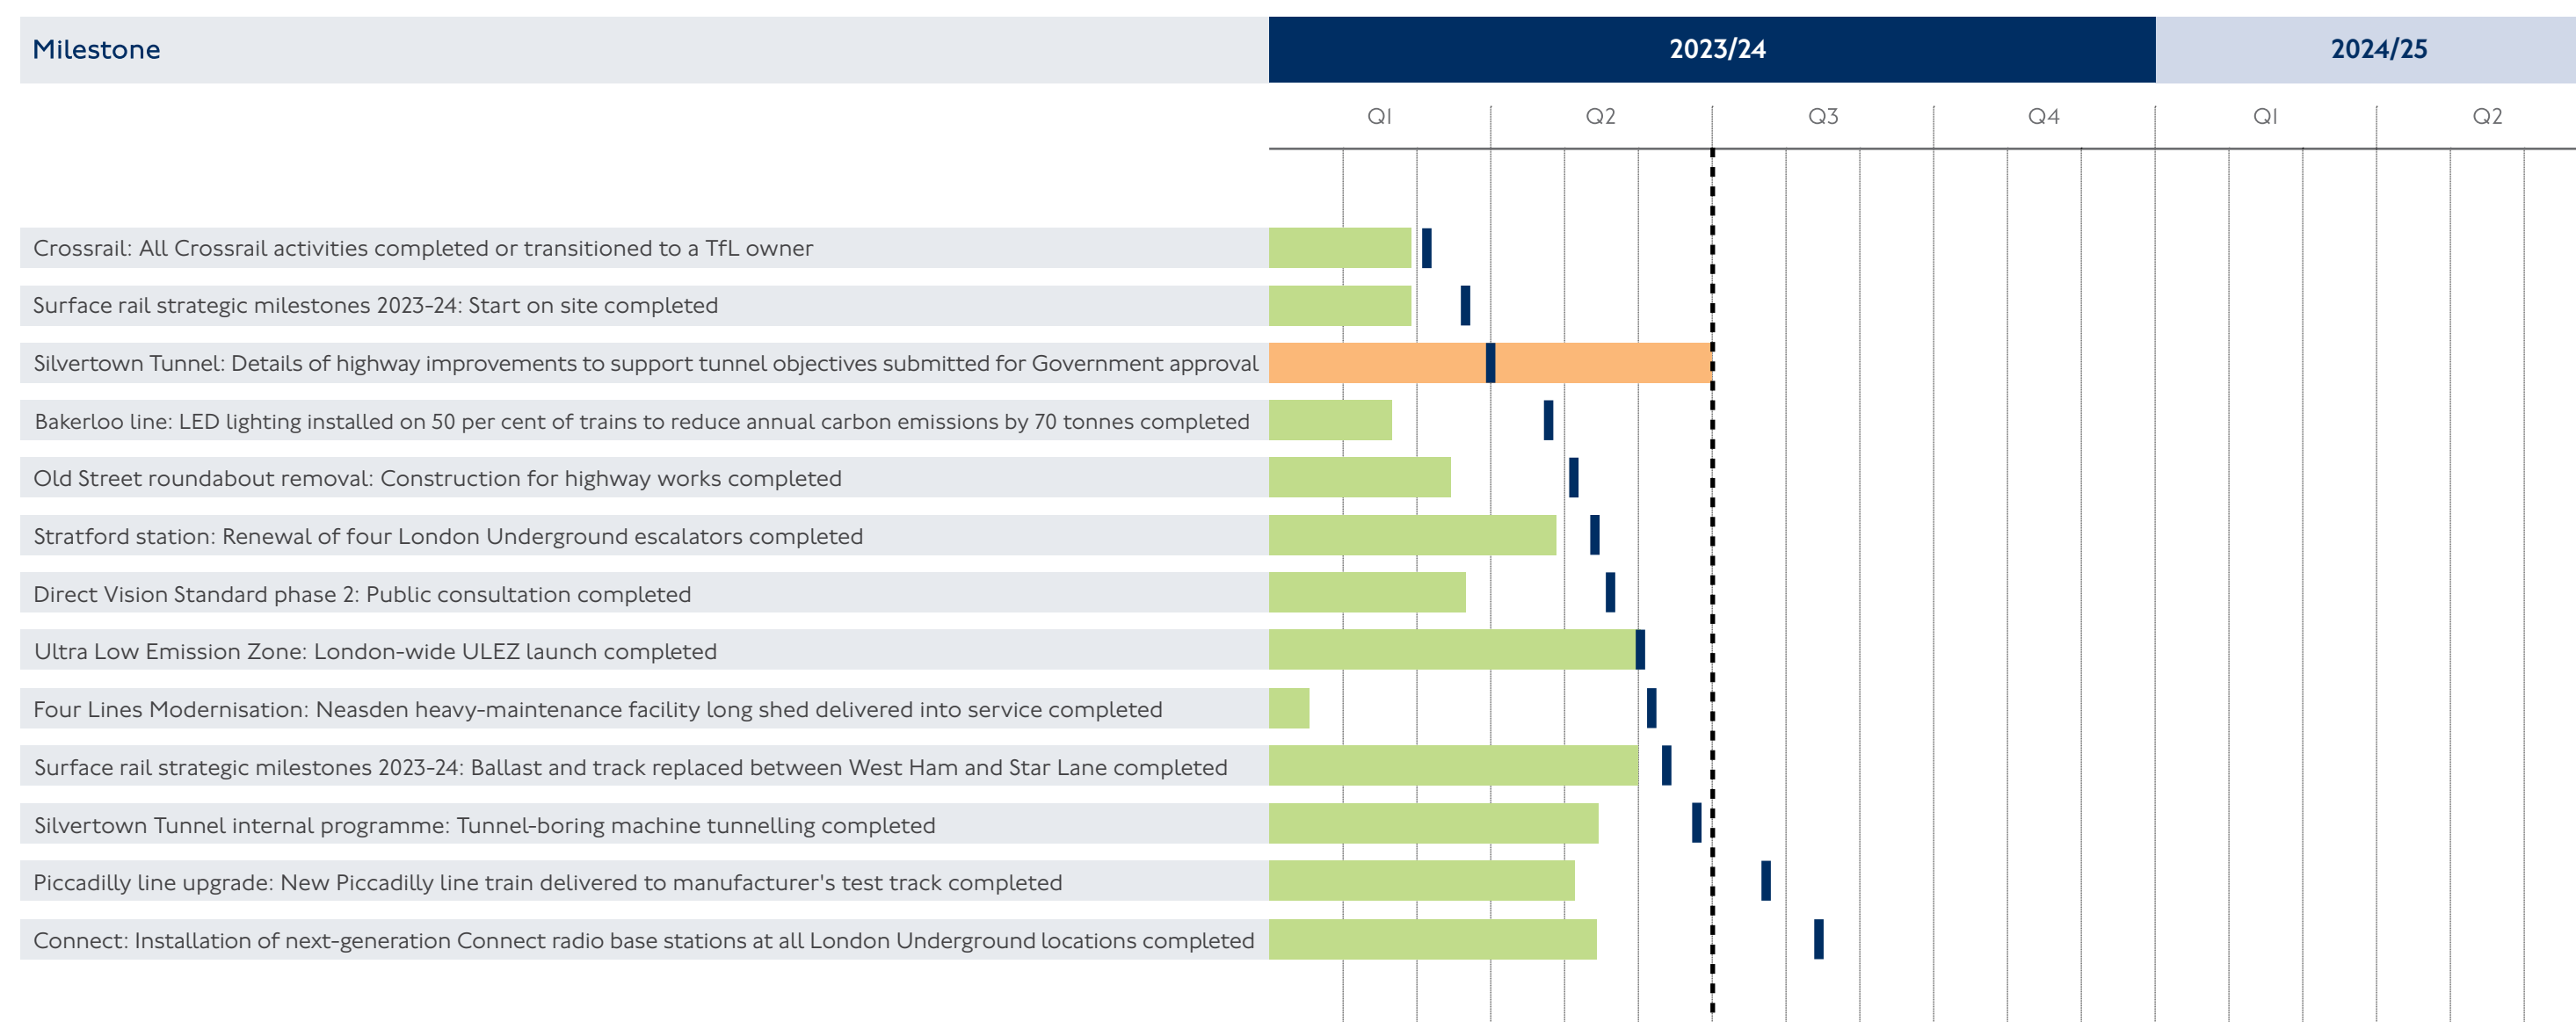 Milestone 2023/24 2024/25
Q1 Q2 Q3 Q4 Q1 Q2
Crossrail: All Crossrail activities completed or transitioned to a TfL owner
Surface rail strategic milestones 2023-24: Start on site completed
Silvertown Tunnel: Details of highway improvements to support tunnel objectives submitted for Government approval
Bakerloo line: LED lighting installed on 50 per cent of trains to reduce annual carbon emissions by 70 tonnes completed
Old Street roundabout removal: Construction for highway works completed
Stratford station: Renewal of four London Underground escalators completed
Direct Vision Standard phase 2: Public consultation completed
Ultra Low Emission Zone: London-wide ULEZ launch completed
Four Lines Modernisation: Neasden heavy-maintenance facility long shed delivered into service completed
Surface rail strategic milestones 2023-24: Ballast and track replaced between West Ham and Star Lane completed
Silvertown Tunnel internal programme: Tunnel-boring machine tunnelling completed
Piccadilly line upgrade: New Piccadilly line train delivered to manufacturer's test track completed
Connect: Installation of next-generation Connect radio base stations at all London Underground locations completed